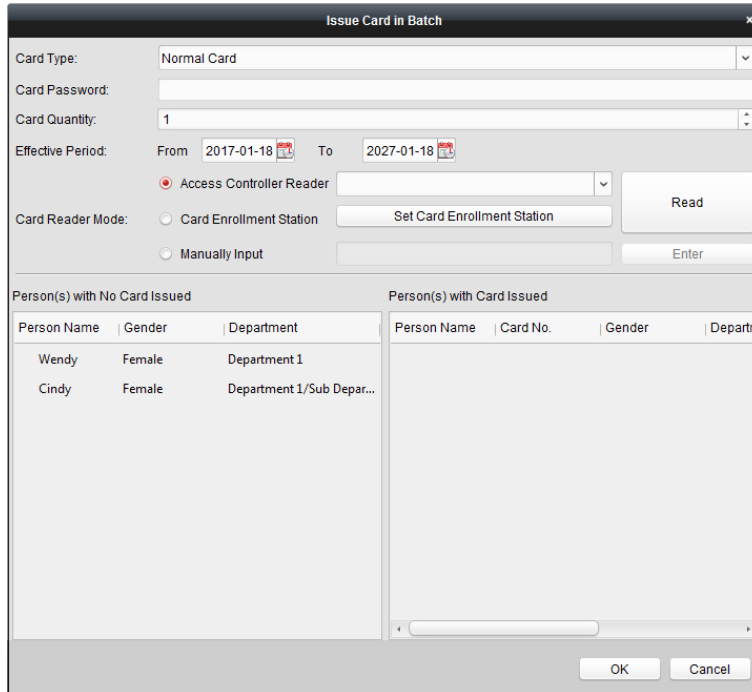 Issue Card in Batch
Card Type: Normal Card
Card Password:
Card Quantity: 1
Effective Period: From 2017-01-18 To 2027-01-18
Access Controller Reader
Read
Card Reader Mode: Card Enrollment Station Set Card Enrollment Station
Manually Input Enter
Person(s) with No Card Issued Person(s) with Card Issued
Person Name Gender Department Person Name Card No. Gender Departr
Wendy Female Department 1
Cindy Female Department 1/Sub Depar...
OK Cancel